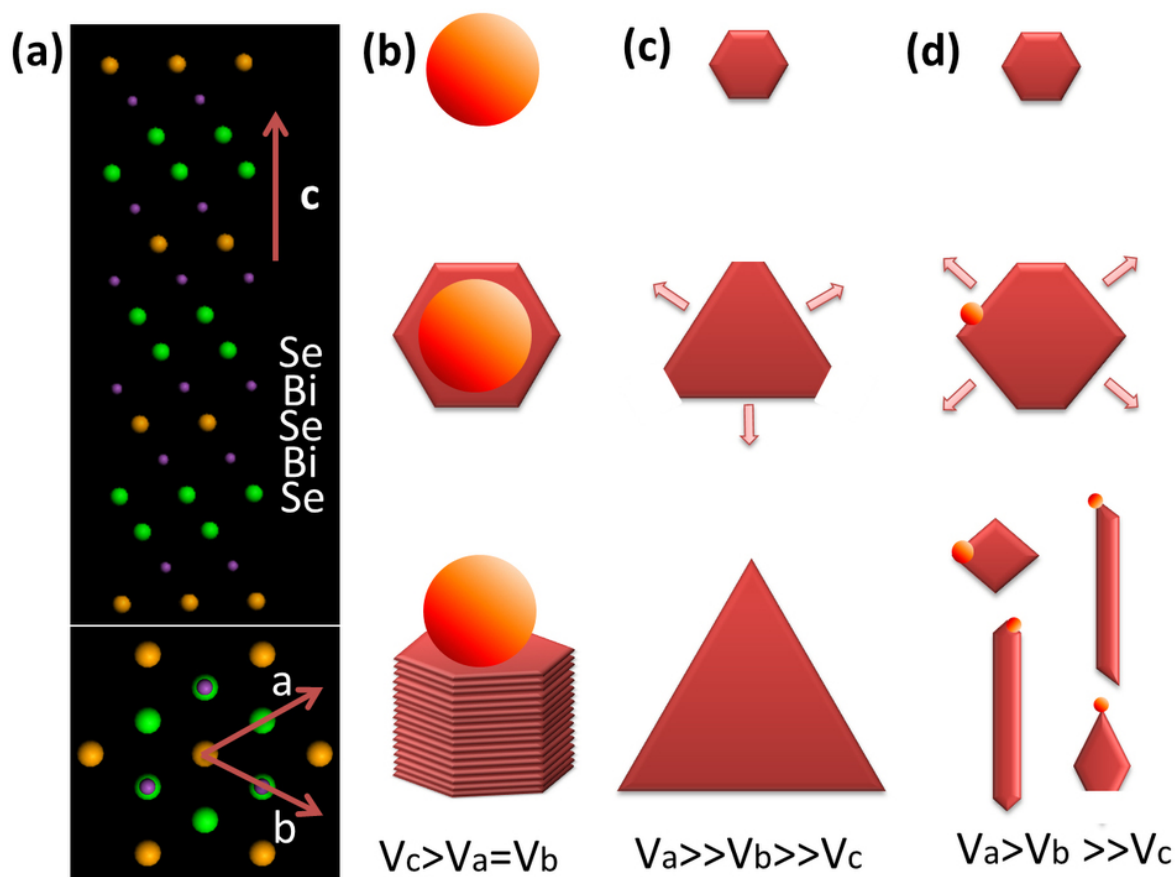 (a)
c
Se
Bi
Se
Bi
Se
a
b
(b)
Vc>Va=Vb
(c)
Va>>Vb>>Vc
(d)
Va>Vb >>Vc